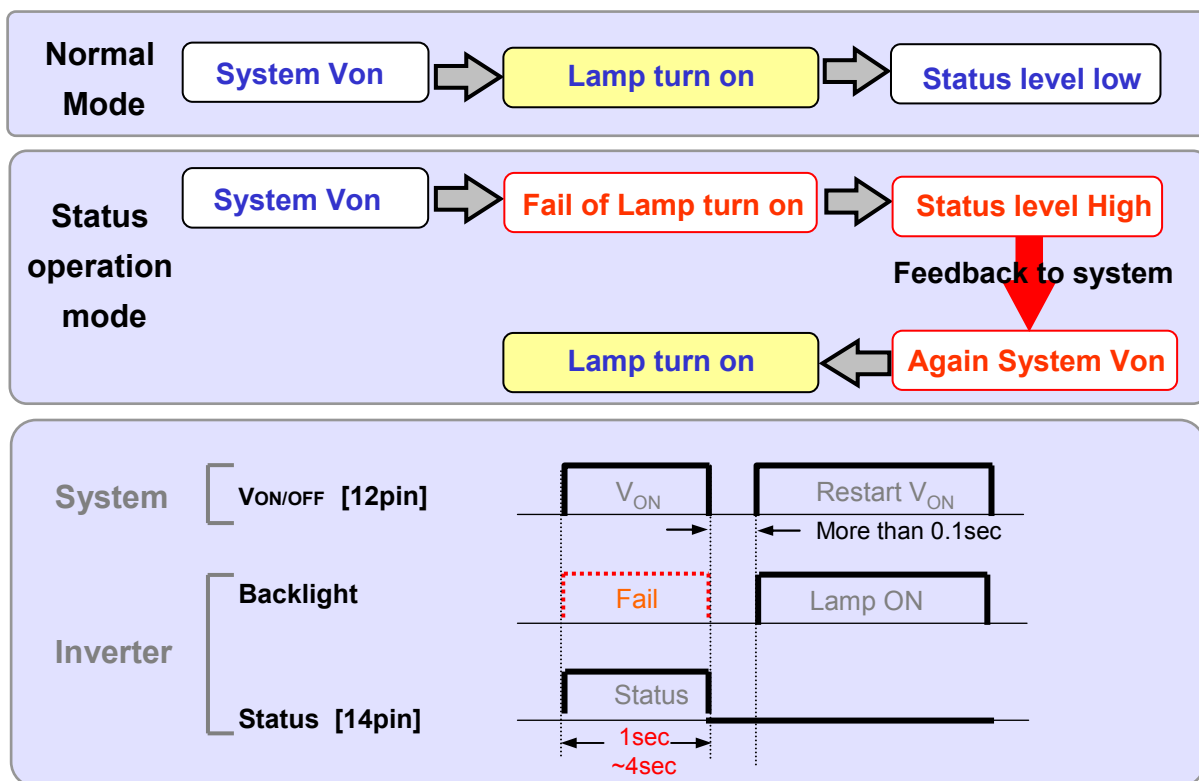 Normal
Mode
System Von
Lamp turn on
Status level low
Status
operation
mode
System Von
Fail of Lamp turn on
Status level High
Feedback to system
Lamp turn on
Again System Von
System
VON/OFF [12pin]
VON
Restart VON
More than 0.1sec
Inverter
Backlight
Fail
Lamp ON
Status [14pin]
Status
1sec
~4sec